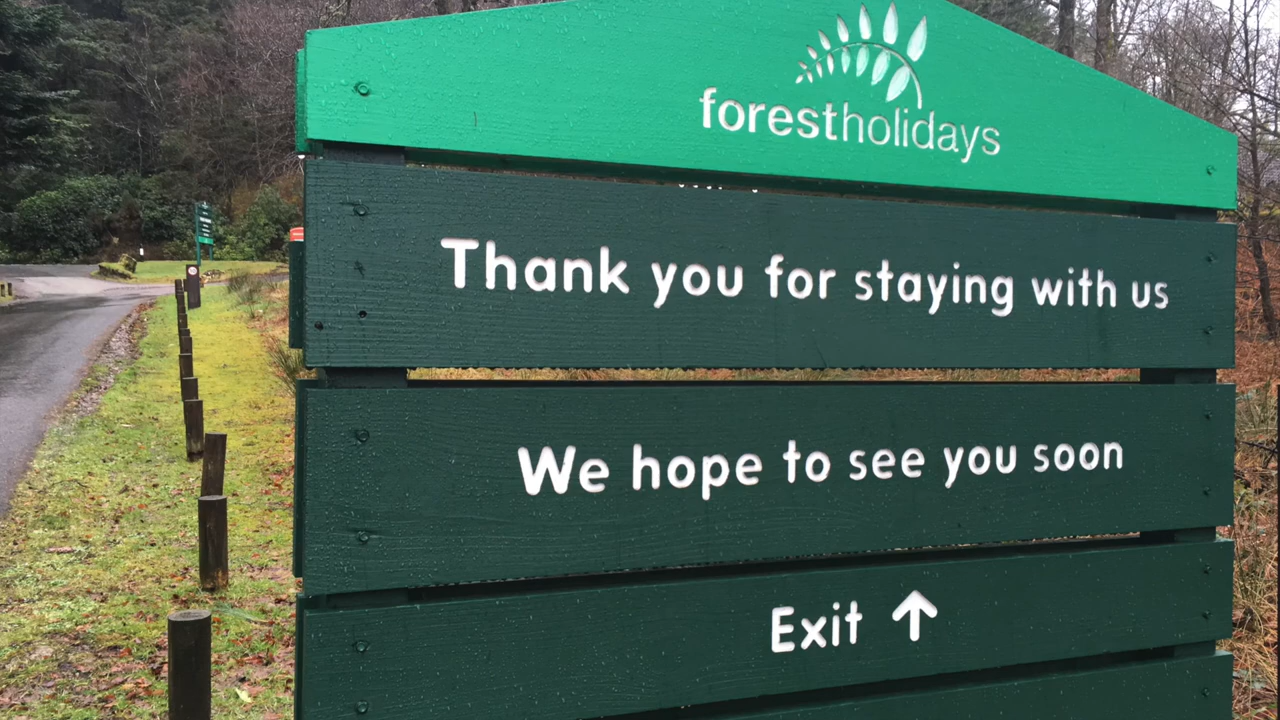 forestholidays
Thank you for staying with us
We hope to see you soon
Exit ↑